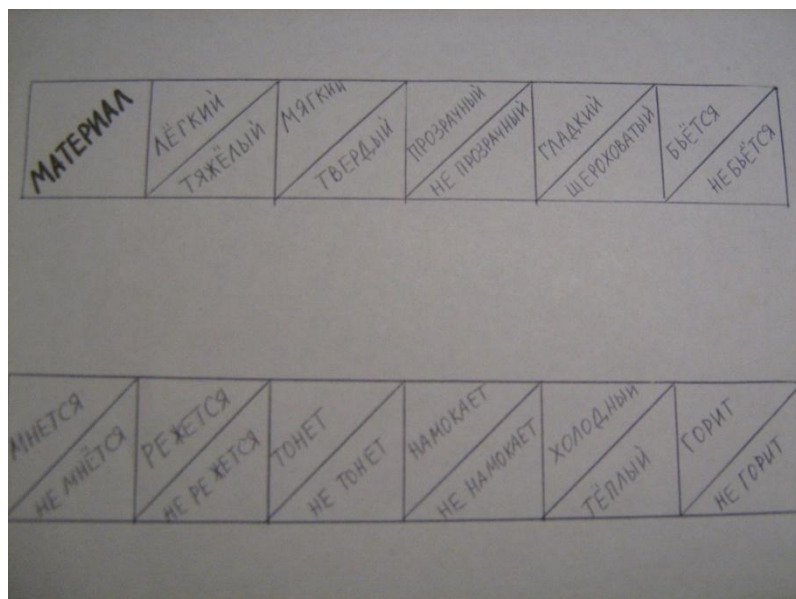 МАТЕРИАЛ
ЛЁГКИЙ
ТЯЖЁЛЫЙ
МЯГКИЙ
ТВЕРДЫЙ
ПРОЗРАЧНЫЙ
НЕ ПРОЗРАЧНЫЙ
ГЛАДКИЙ
ШЕРОХОВАТЫЙ
БЬЁТСЯ
НЕ БЬЁТСЯ
МНЕТСЯ
НЕ МНЁТСЯ
РЕЖЕТСЯ
НЕ РЕЖЕТСЯ
ТОНЕТ
НЕ ТОНЕТ
НАМОКАЕТ
НЕ НАМОКАЕТ
ХОЛОДНЫЙ
ТЁПЛЫЙ
ГОРИТ
НЕ ГОРИТ